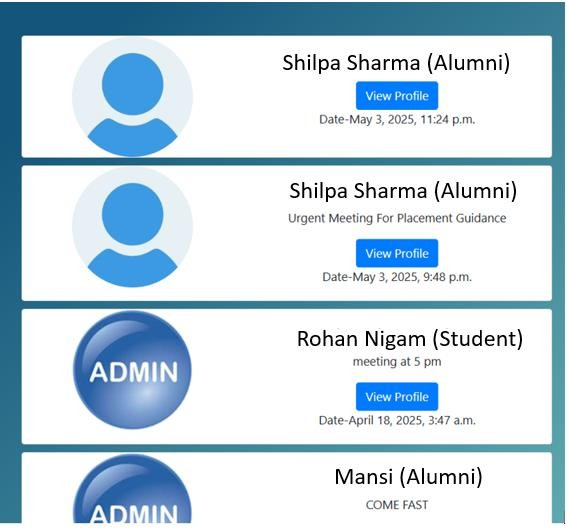 Shilpa Sharma (Alumni)
View Profile
Date-May 3, 2025, 11:24 p.m.
Shilpa Sharma (Alumni)
Urgent Meeting For Placement Guidance
View Profile
Date-May 3, 2025, 9:48 p.m.
ADMIN
Rohan Nigam (Student)
meeting at 5 pm
View Profile
Date-April 18, 2025, 3:47 a.m.
Mansi (Alumni)
COME FAST
ADMIN